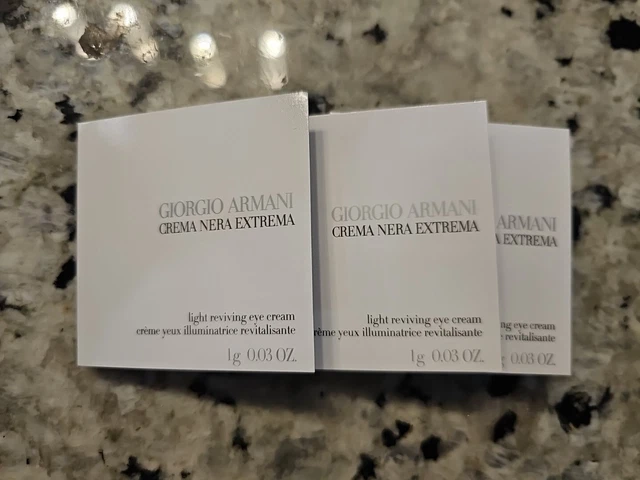 GIORGIO ARMANI
CREMA NERA EXTREMA
light reviving eye cream
crème yeux illuminatrice revitalisante
1g 0.03 OZ.
GIORGIO ARMANI
CREMA NERA EXTREMA
light reviving eye cream
crème yeux illuminatrice revitalisante
1g 0.03 OZ.
ARMANI
EXTREMA
eye cream
revitalisante
0.03 OZ.